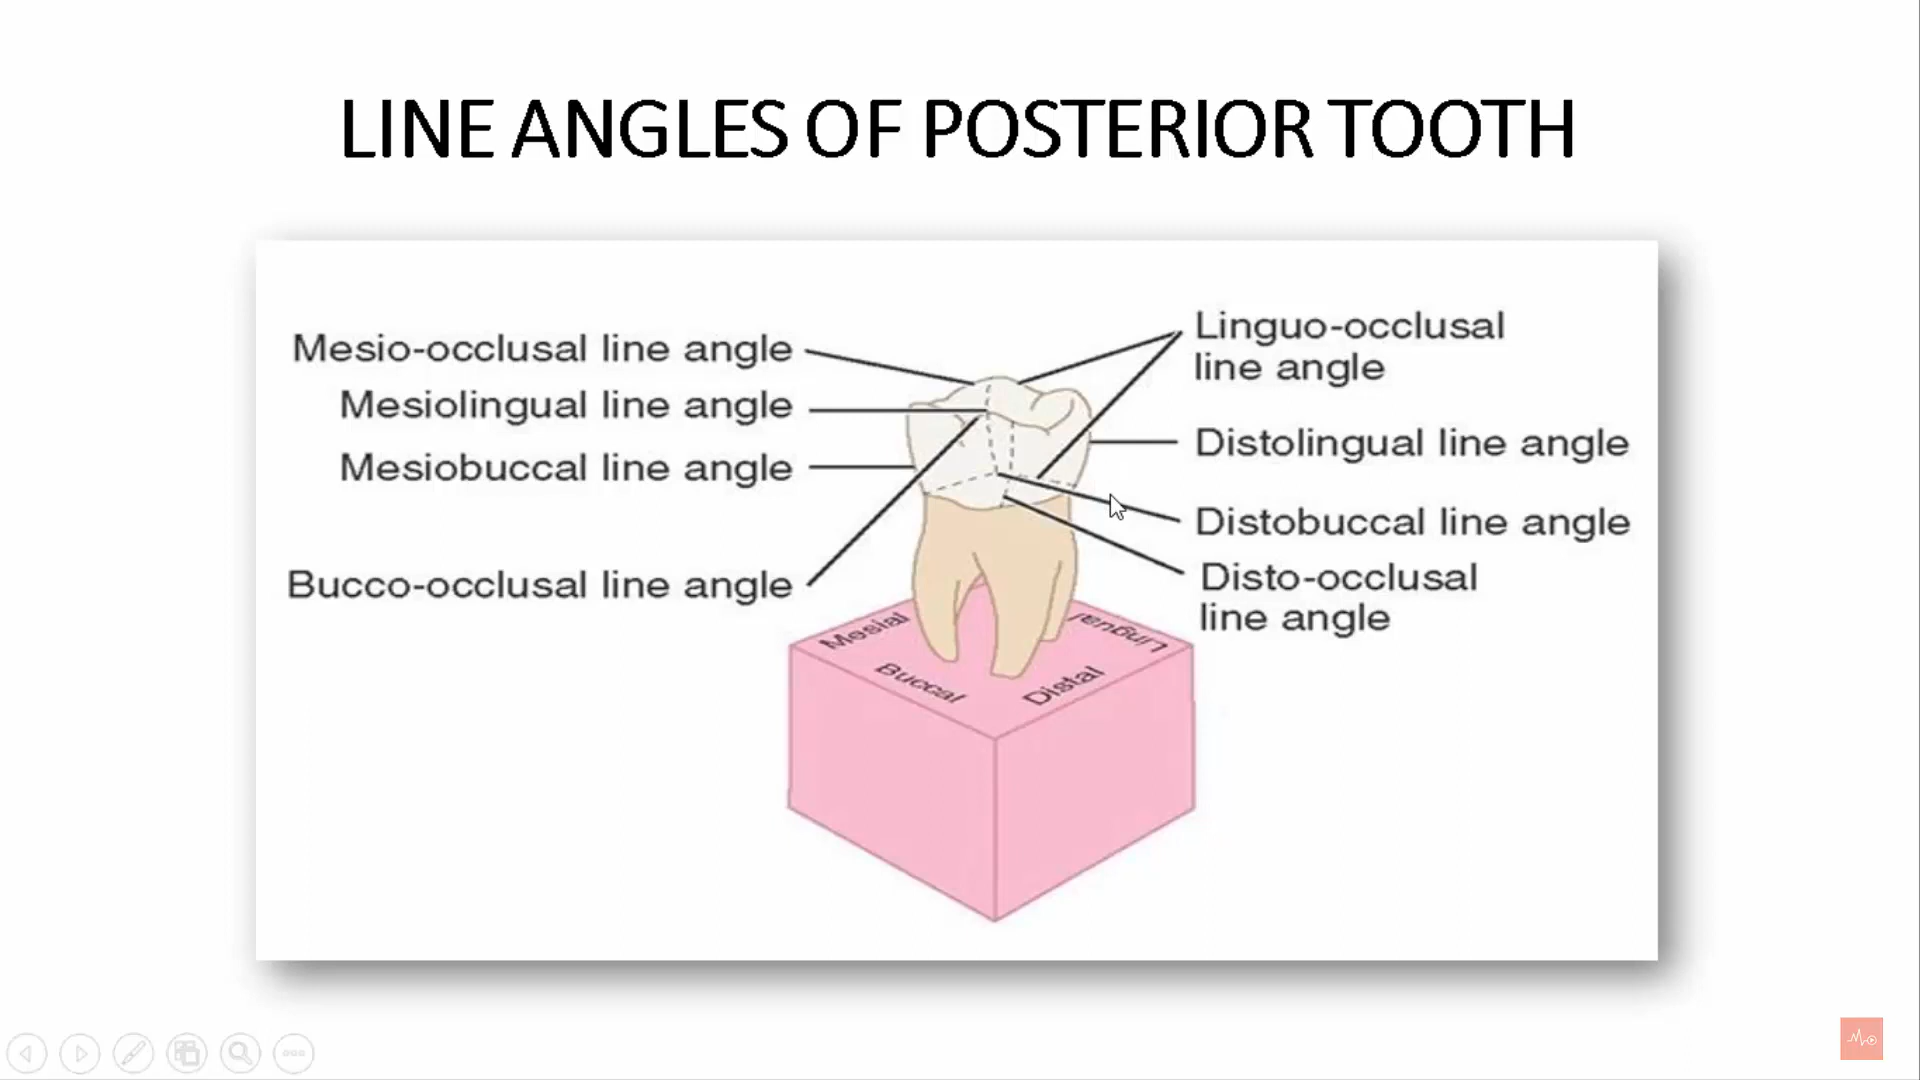 LINE ANGLES OF POSTERIOR TOOTH
Mesio-occlusal line angle
Mesiolingual line angle
Mesiobuccal line angle
Bucco-occlusal line angle
Linguo-occlusal
line angle
Distolingual line angle
Distobuccal line angle
Disto-occlusal
line angle
Mesial
Lingual
Buccal
Distal